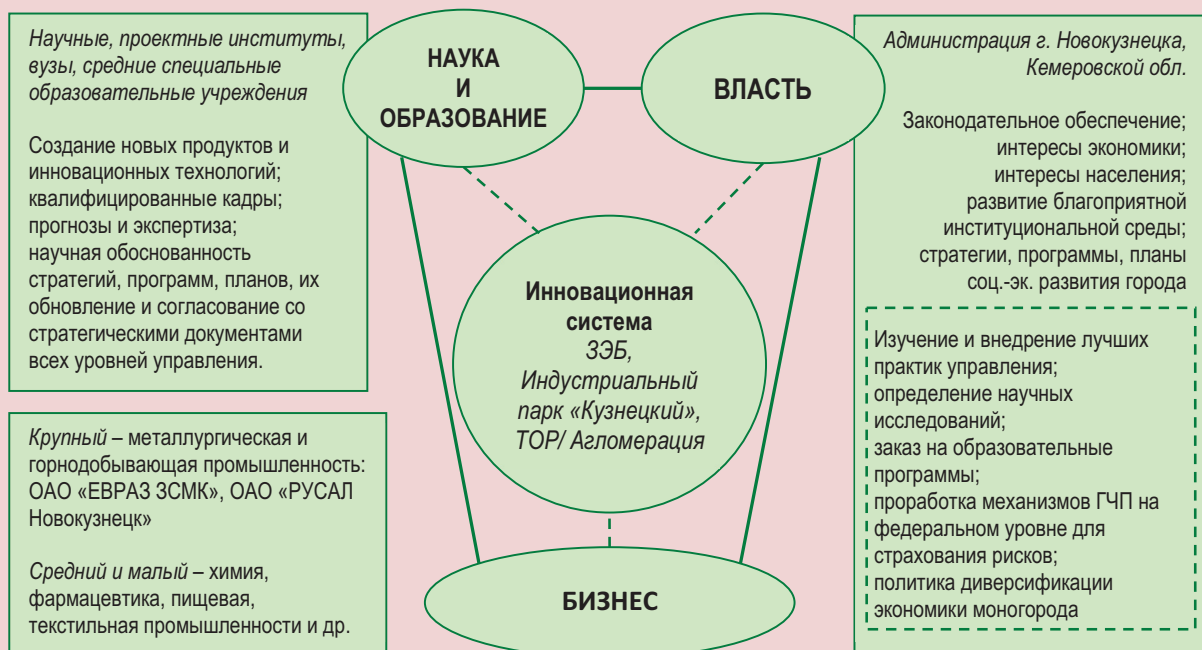 Научные, проектные институты,
вузы, средние специальные
образовательные учреждения
Создание новых продуктов и
инновационных технологий;
квалифицированные кадры;
прогнозы и экспертиза;
научная обоснованность
стратегий, программ, планов, их
обновление и согласование со
стратегическими документами
всех уровней управления.
Крупный – металлургическая и
горнодобывающая промышленность:
ОАО «ЕВРАЗ ЗСМК», ОАО «РУСАЛ
Новокузнецк»
Средний и малый – химия,
фармацевтика, пищевая,
текстильная промышленности и др.
НАУКА
И
ОБРАЗОВАНИЕ
ВЛАСТЬ
Инновационная
система
ЗЭБ,
Индустриальный
парк «Кузнецкий»,
ТОР/ Агломерация
БИЗНЕС
Администрация г. Новокузнецка,
Кемеровской обл.
Законодательное обеспечение;
интересы экономики;
интересы населения;
развитие благоприятной
институциональной среды;
стратегии, программы, планы
соц.-эк. развития города
Изучение и внедрение лучших
практик управления;
определение научных
исследований;
заказ на образовательные
программы;
проработка механизмов ГЧП на
федеральном уровне для
страхования рисков;
политика диверсификации
экономики моногорода